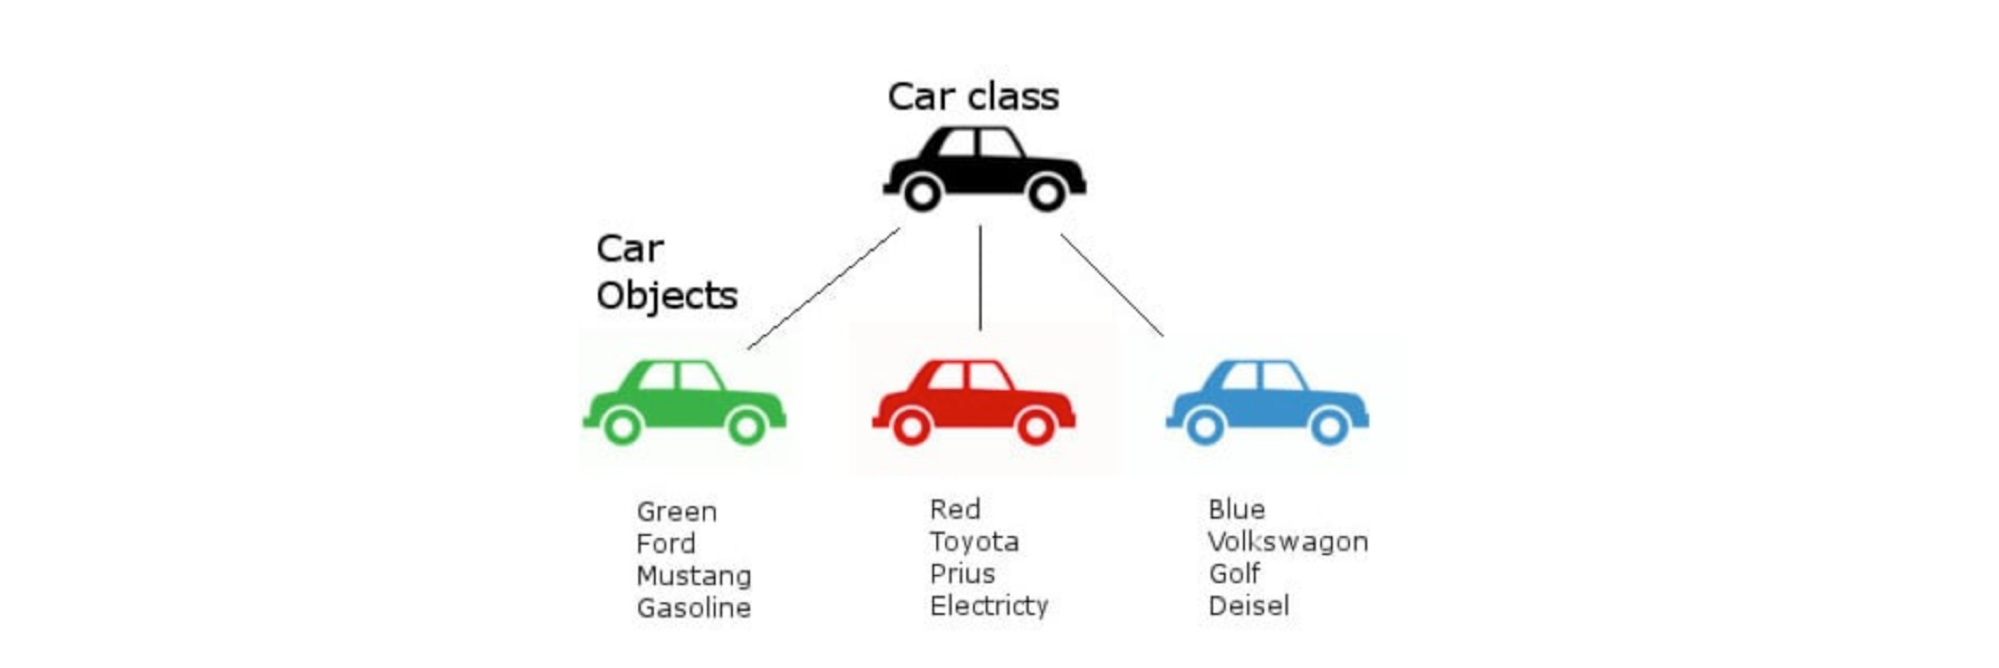 Car class
Car
Objects
Green
Ford
Mustang
Gasoline
Red
Toyota
Prius
Electricty
Blue
Volkswagon
Golf
Deisel